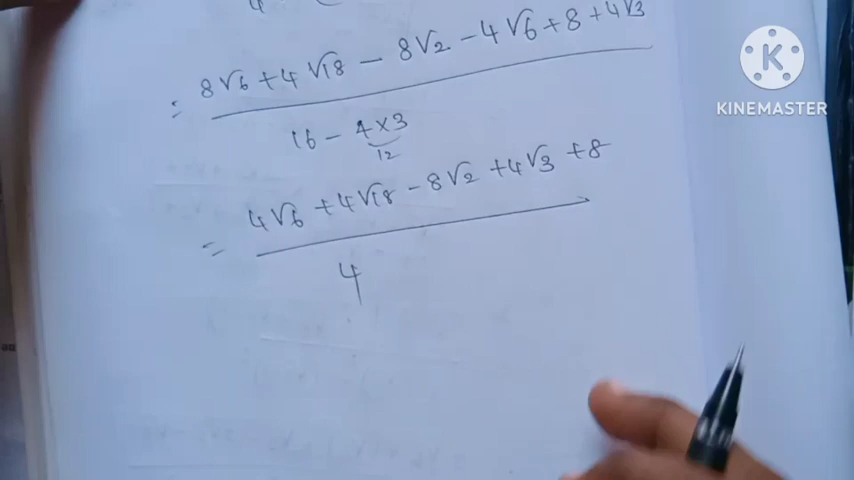 8√6 + 4√18 − 8√2 − 4√6 + 8 + 4√3
=
16 − 4×3
12
= 4√6 + 4√18 − 8√2 + 4√3 + 8
4
KINEMASTER